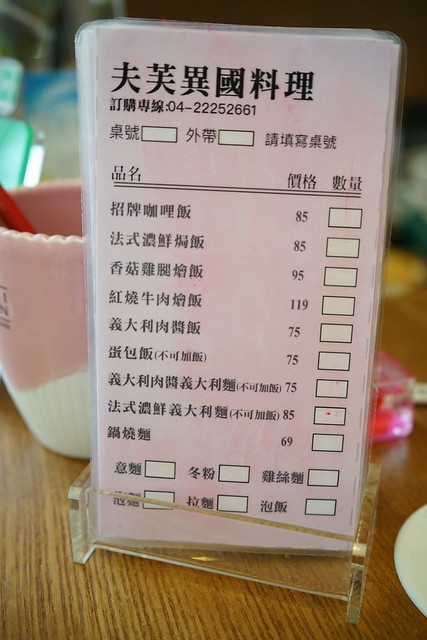 夫芙異國料理
訂購專線:04-22252661
桌號 外帶 請填寫桌號
品名 價格 數量
招牌咖哩飯 85
法式濃鮮焗飯 85
香菇雞腿燴飯 95
紅燒牛肉燴飯 119
義大利肉醬飯 75
蛋包飯(不可加飯) 75
義大利肉醬義大利麵(不可加飯) 75
法式濃鮮義大利麵(不可加飯) 85
鍋燒麵 69
意麵 冬粉 雞絲麵
泡麵 拉麵 泡飯